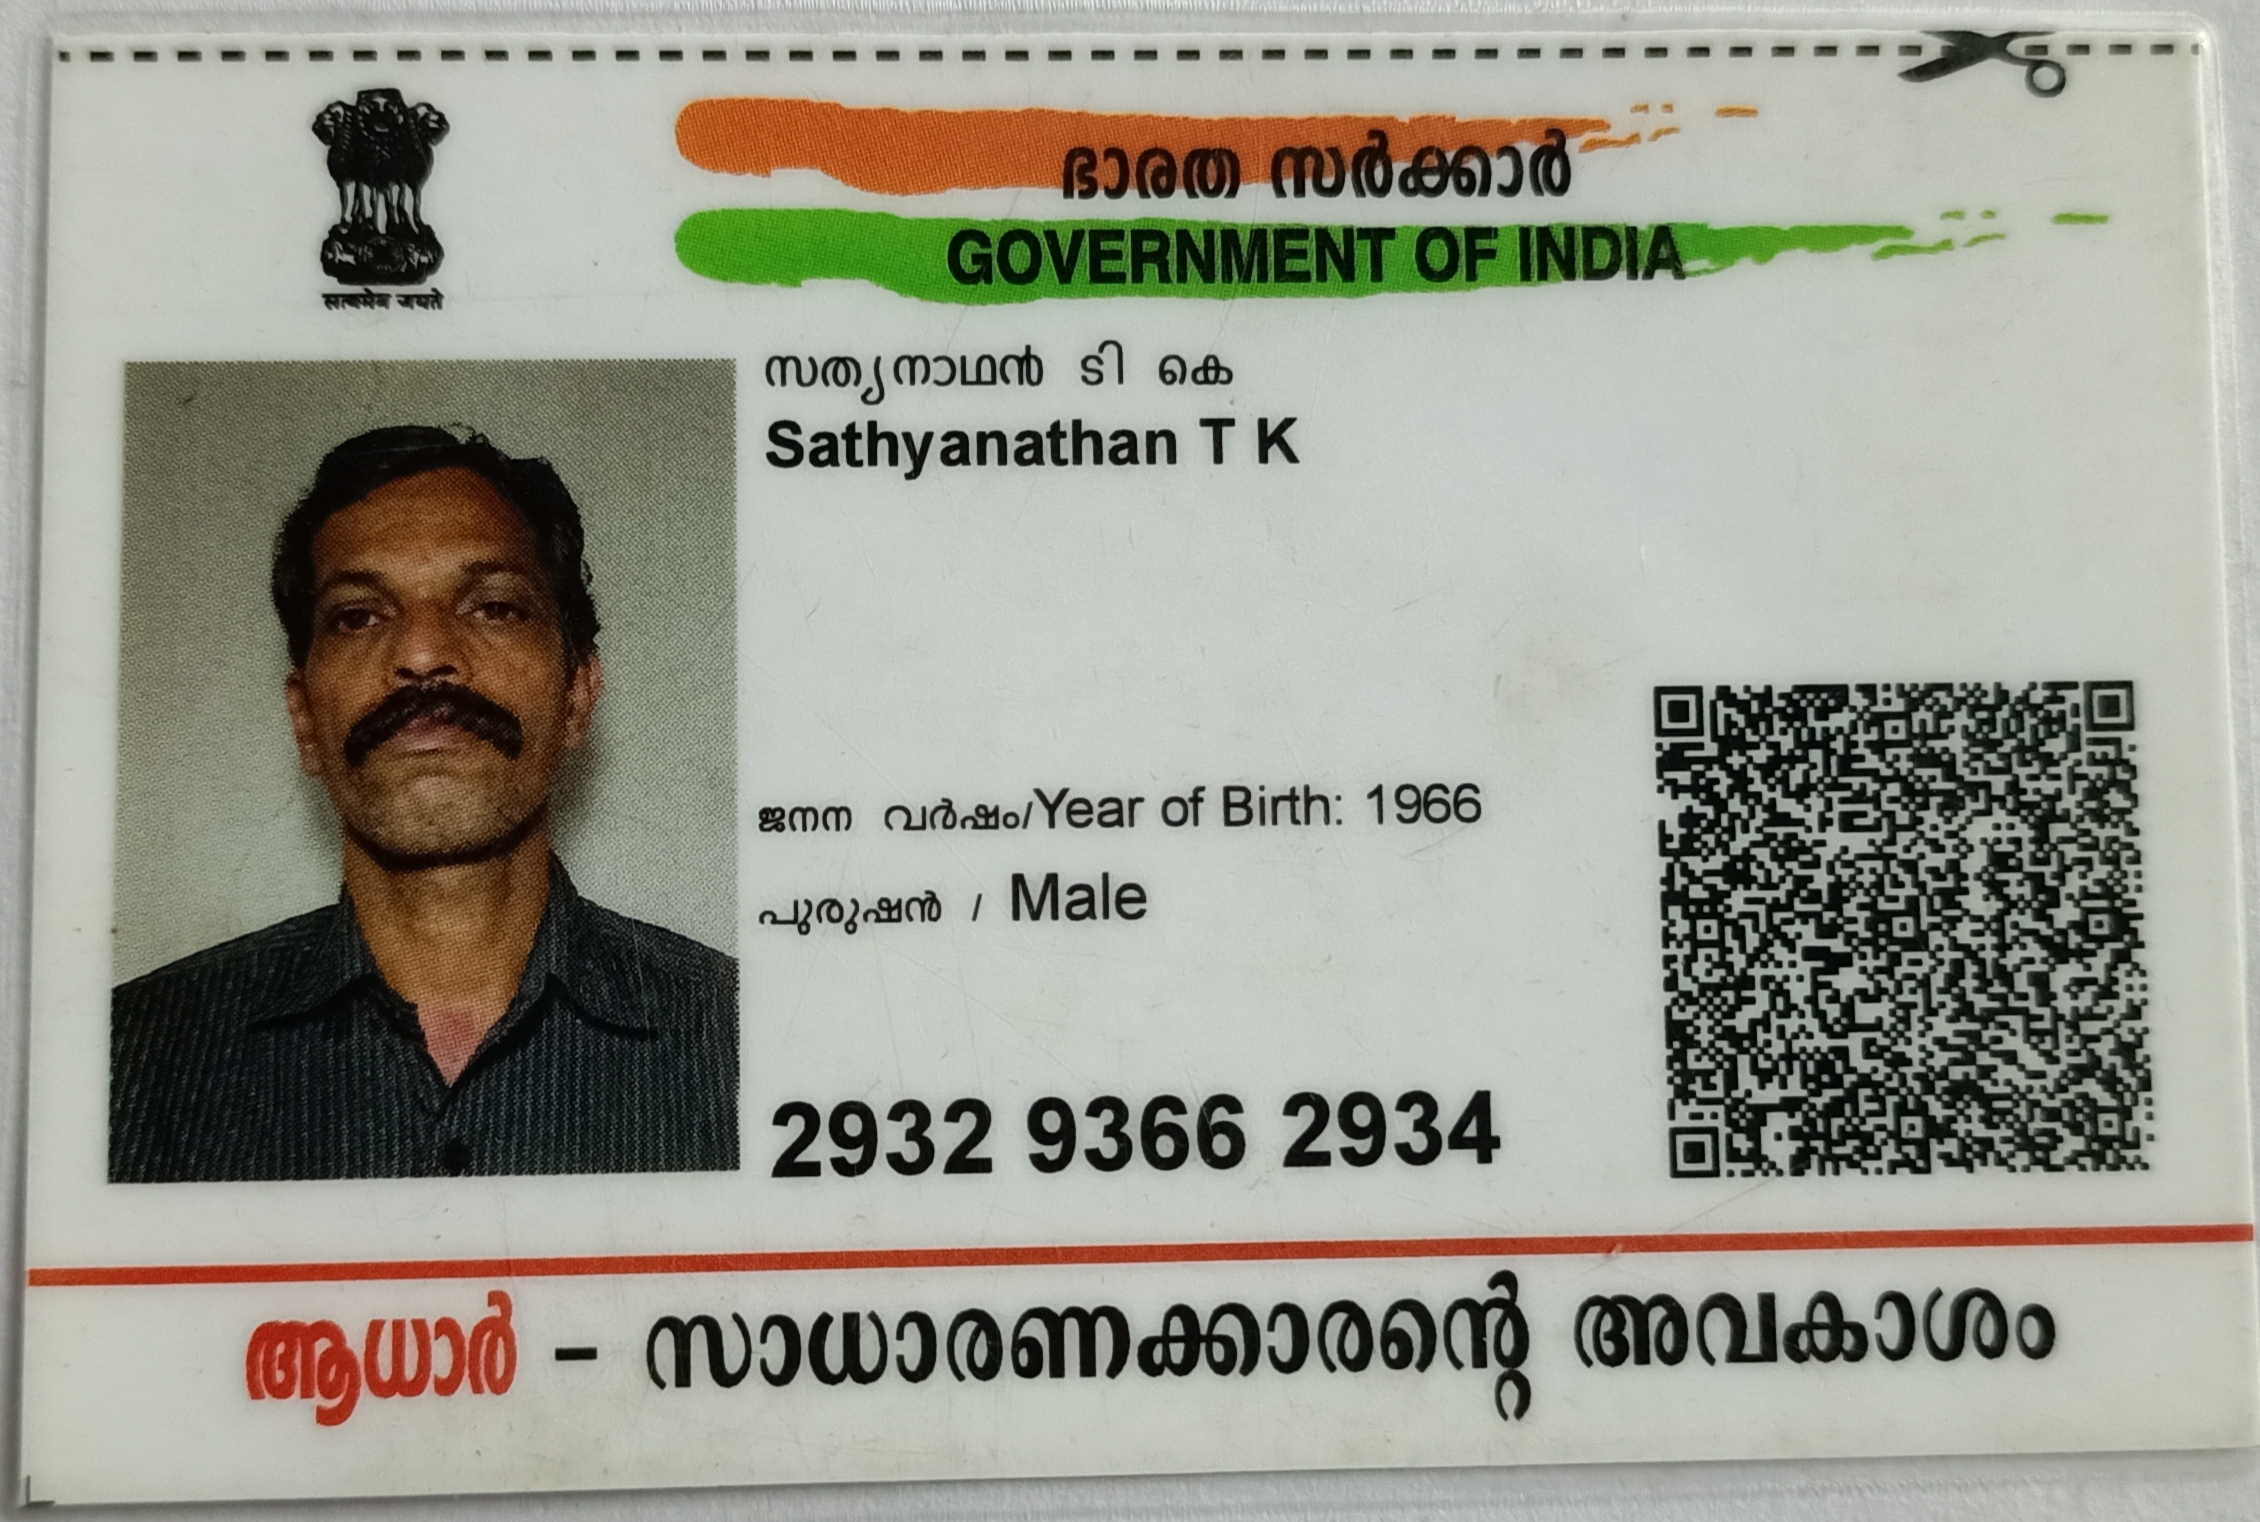 ഭാരത സർക്കാർ
GOVERNMENT OF INDIA
सत्यमेव जयते
സത്യനാഥൻ ടി കെ
Sathyanathan T K
ജനന വർഷം/Year of Birth: 1966
പുരുഷൻ / Male
2932 9366 2934
ആധാർ – സാധാരണക്കാരന്റെ അവകാശം